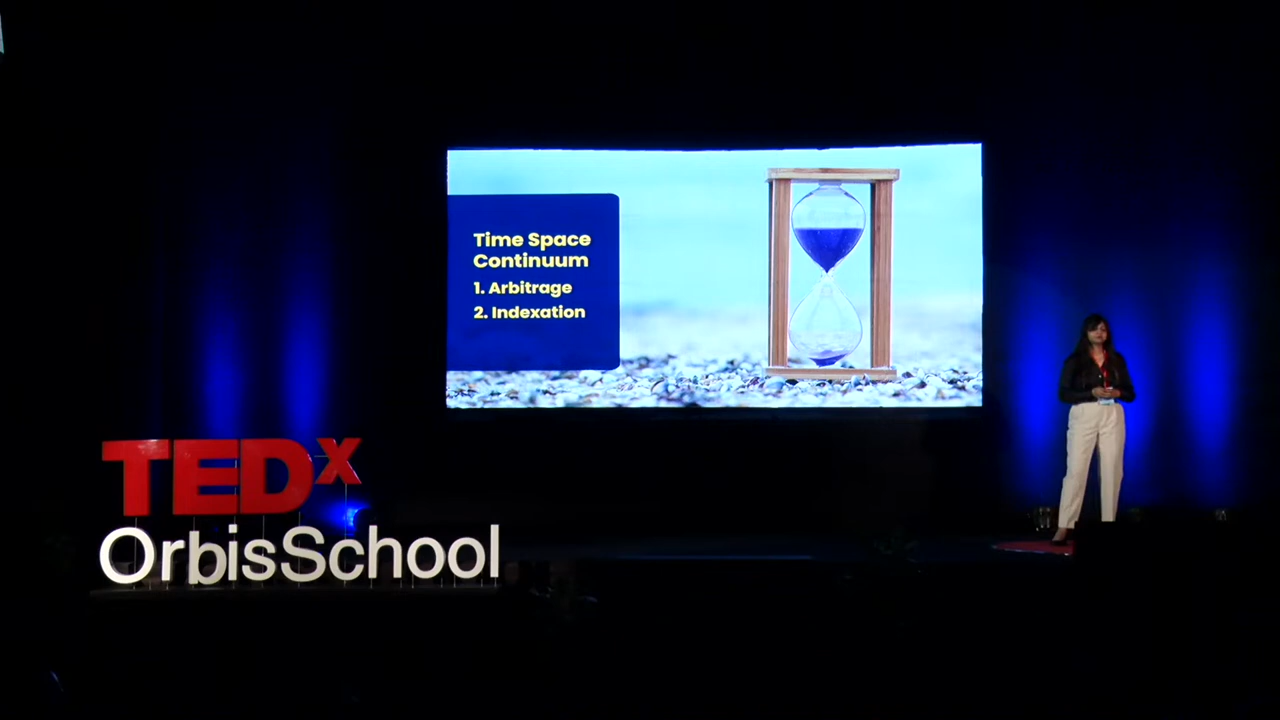 Time Space
Continuum
1. Arbitrage
2. Indexation
TEDx
OrbisSchool